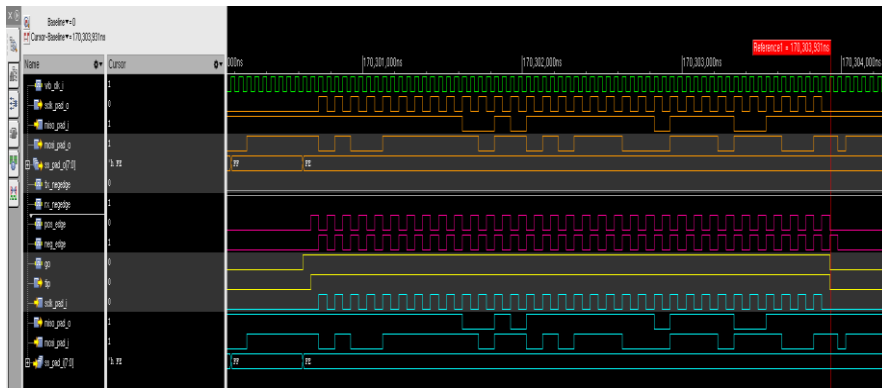 Baseline▼=0
Cursor-Baseline▼=170,303,931ns
Reference1 = 170,303,931ns
Name Cursor 000ns 170,301,000ns 170,302,000ns 170,303,000ns 170,304,000ns
wb_clk_i 1
sclk_pad_o 0
miso_pad_i 1
mosi_pad_o 1
ss_pad_o[7:0] 'h FE FF FE
tx_negedge 0
rx_negedge 1
pos_edge 0
neg_edge 1
go 0
tip 0
sclk_pad_i 0
miso_pad_o 1
mosi_pad_i 1
ss_pad_i[7:0] 'h FE FF FE